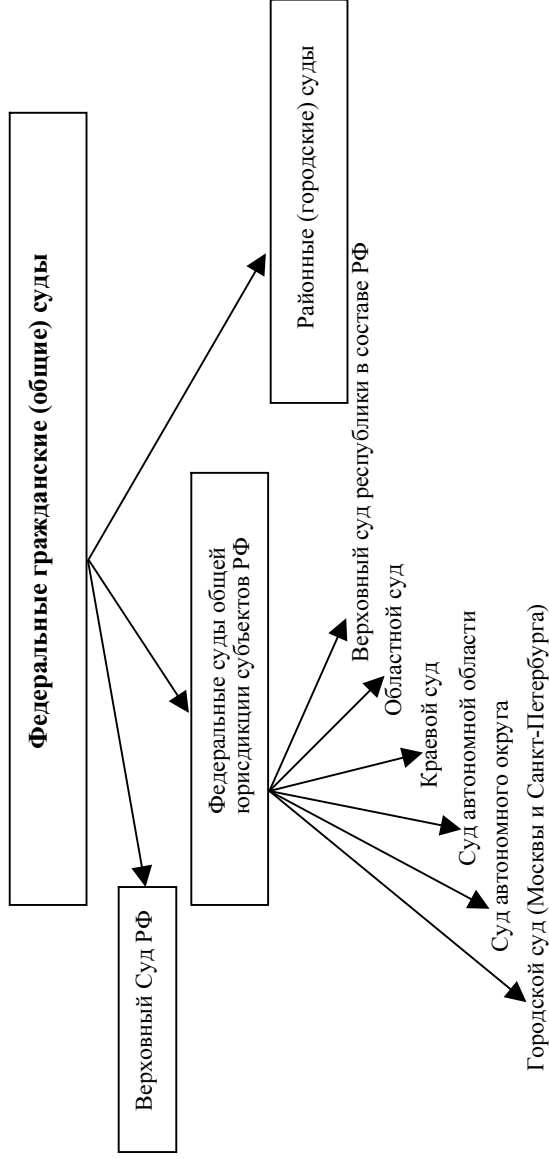 Федеральные гражданские (общие) суды
Верховный Суд РФ
Федеральные суды общей
юрисдикции субъектов РФ
Районные (городские) суды
Верховный суд республики в составе РФ
Областной суд
Краевой суд
Суд автономной области
Суд автономного округа
Городской суд (Москвы и Санкт-Петербурга)